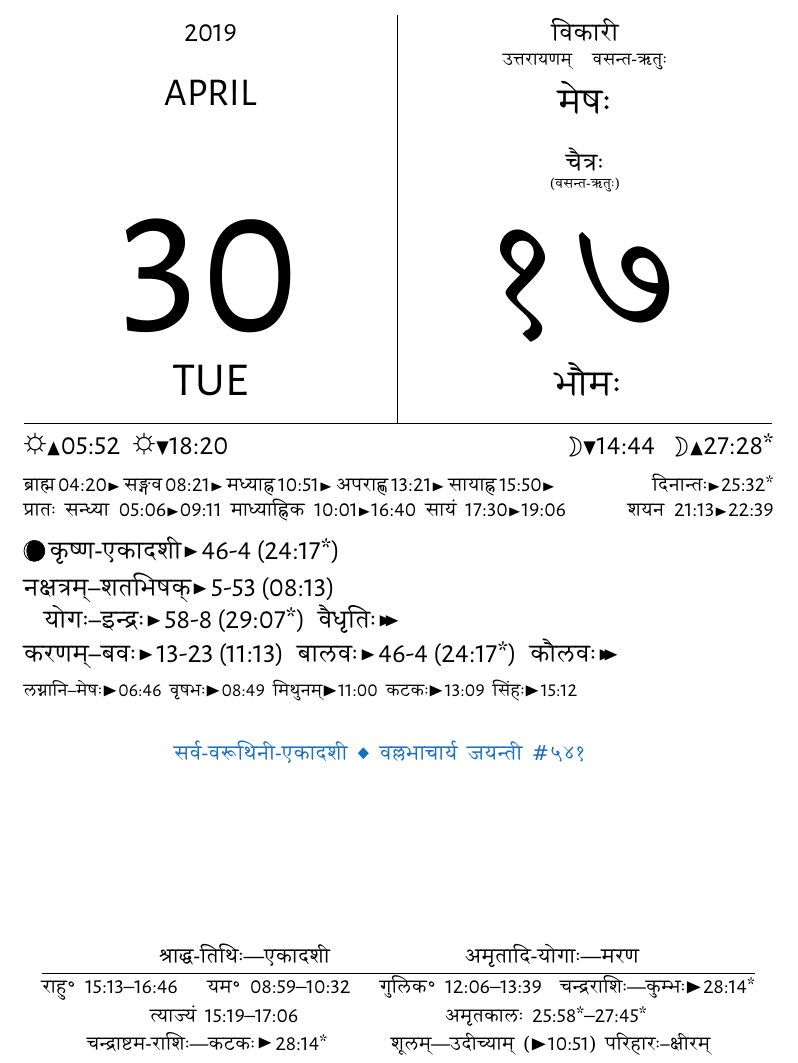 2019
APRIL
30
TUE
विकारी
उत्तरायणम् वसन्त-ऋतुः
मेषः
चैत्रः
(वसन्त-ऋतुः)
१७
भौमः
☼▲05:52 ☼▼18:20 ☽▼14:44 ☽▲27:28*
ब्राह्म 04:20► सङ्गव 08:21► मध्याह्न 10:51► अपराह्ण 13:21► सायाह्न 15:50► दिनान्तः►25:32*
प्रातः सन्ध्या 05:06►09:11 माध्याह्निक 10:01►16:40 सायं 17:30►19:06 शयन 21:13►22:39
कृष्ण-एकादशी►46-4 (24:17*)
नक्षत्रम्–शतभिषक्►5-53 (08:13)
योगः–इन्द्रः►58-8 (29:07*) वैधृतिः►►
करणम्–बवः►13-23 (11:13) बालवः►46-4 (24:17*) कौलवः►►
लग्नानि–मेषः►06:46 वृषभः►08:49 मिथुनम्►11:00 कटकः►13:09 सिंहः►15:12
सर्व-वरूथिनी-एकादशी ◆ वल्लभाचार्य जयन्ती #५४१
श्राद्ध-तिथिः—एकादशी अमृतादि-योगाः—मरण
राहु॰ 15:13–16:46 यम॰ 08:59–10:32 गुलिक॰ 12:06–13:39 चन्द्रराशिः—कुम्भः►28:14*
त्याज्यं 15:19–17:06 अमृतकालः 25:58*–27:45*
चन्द्राष्टम-राशिः—कटकः►28:14* शूलम्—उदीच्याम् (►10:51) परिहारः–क्षीरम्